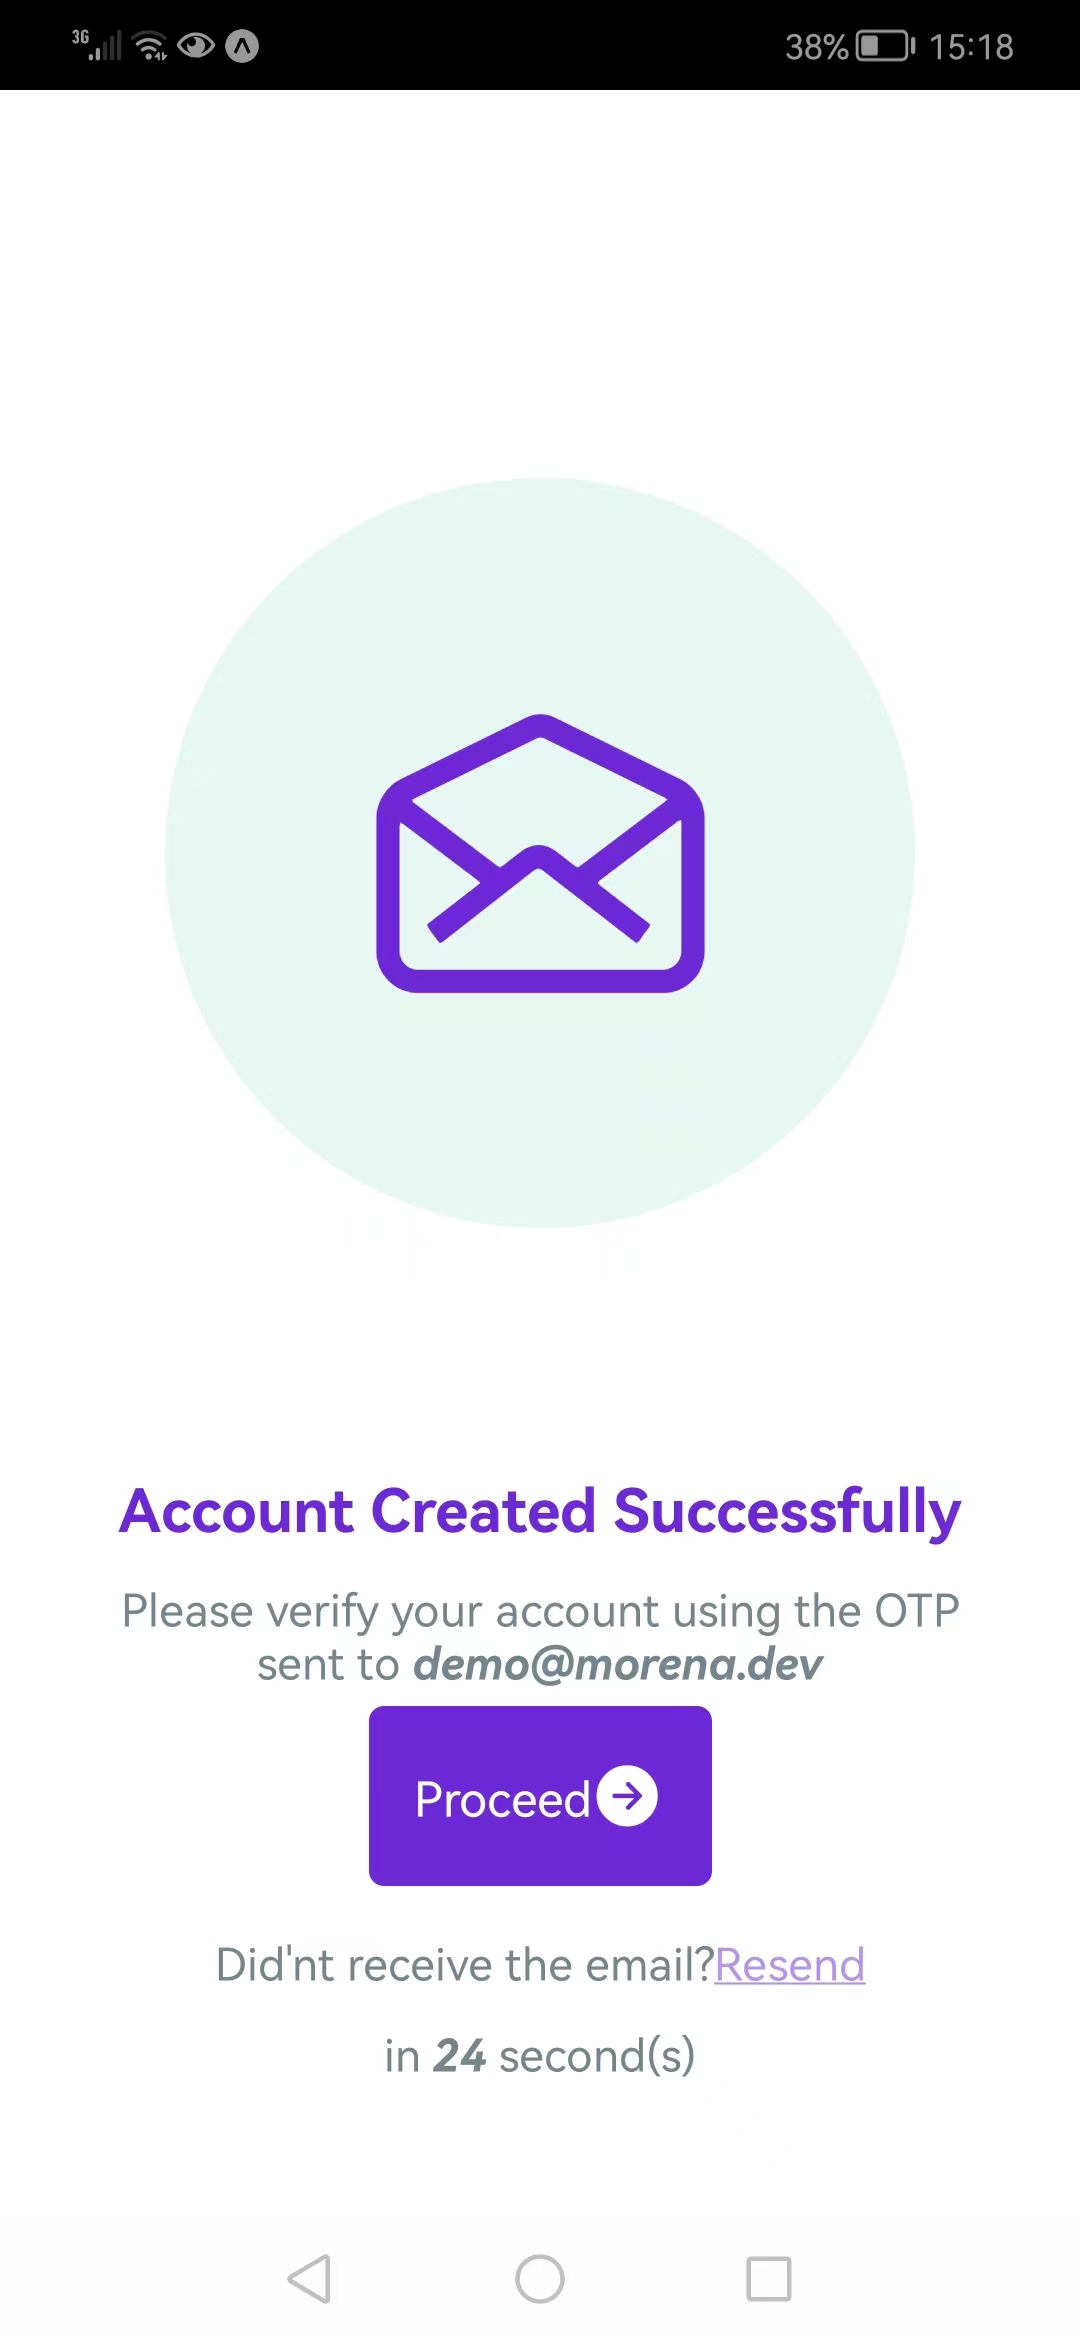 3G 38% 15:18
Account Created Successfully
Please verify your account using the OTP
sent to demo@morena.dev
Proceed
Did'nt receive the email?Resend
in 24 second(s)